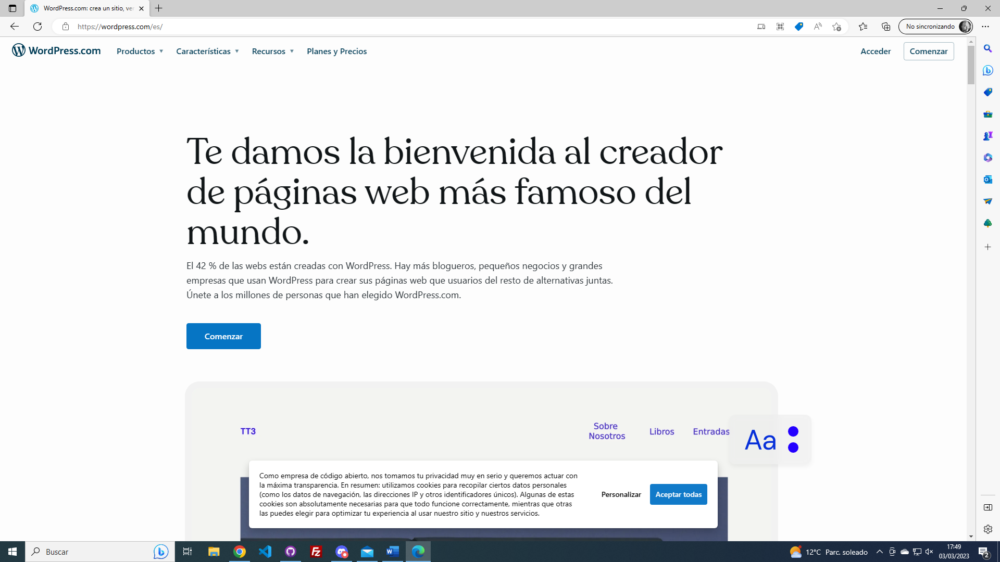 WordPress.com: crea un sitio, ver
https://wordpress.com/es/
No sincronizando
WordPress.com
Productos
Características
Recursos
Planes y Precios
Acceder
Comenzar
Te damos la bienvenida al creador
de páginas web más famoso del
mundo.
El 42 % de las webs están creadas con WordPress. Hay más blogueros, pequeños negocios y grandes
empresas que usan WordPress para crear sus páginas web que usuarios del resto de alternativas juntas.
Únete a los millones de personas que han elegido WordPress.com.
Comenzar
TT3
Sobre
Nosotros
Libros
Entradas
Aa
Como empresa de código abierto, nos tomamos tu privacidad muy en serio y queremos actuar con
la máxima transparencia. En resumen: utilizamos cookies para recopilar ciertos datos personales
(como los datos de navegación, las direcciones IP y otros identificadores únicos). Algunas de estas
cookies son absolutamente necesarias para que todo funcione correctamente, mientras que otras
las puedes elegir para optimizar tu experiencia al usar nuestro sitio y nuestros servicios.
Personalizar
Aceptar todas
Buscar
12°C Parc. soleado
17:49
03/03/2023
2